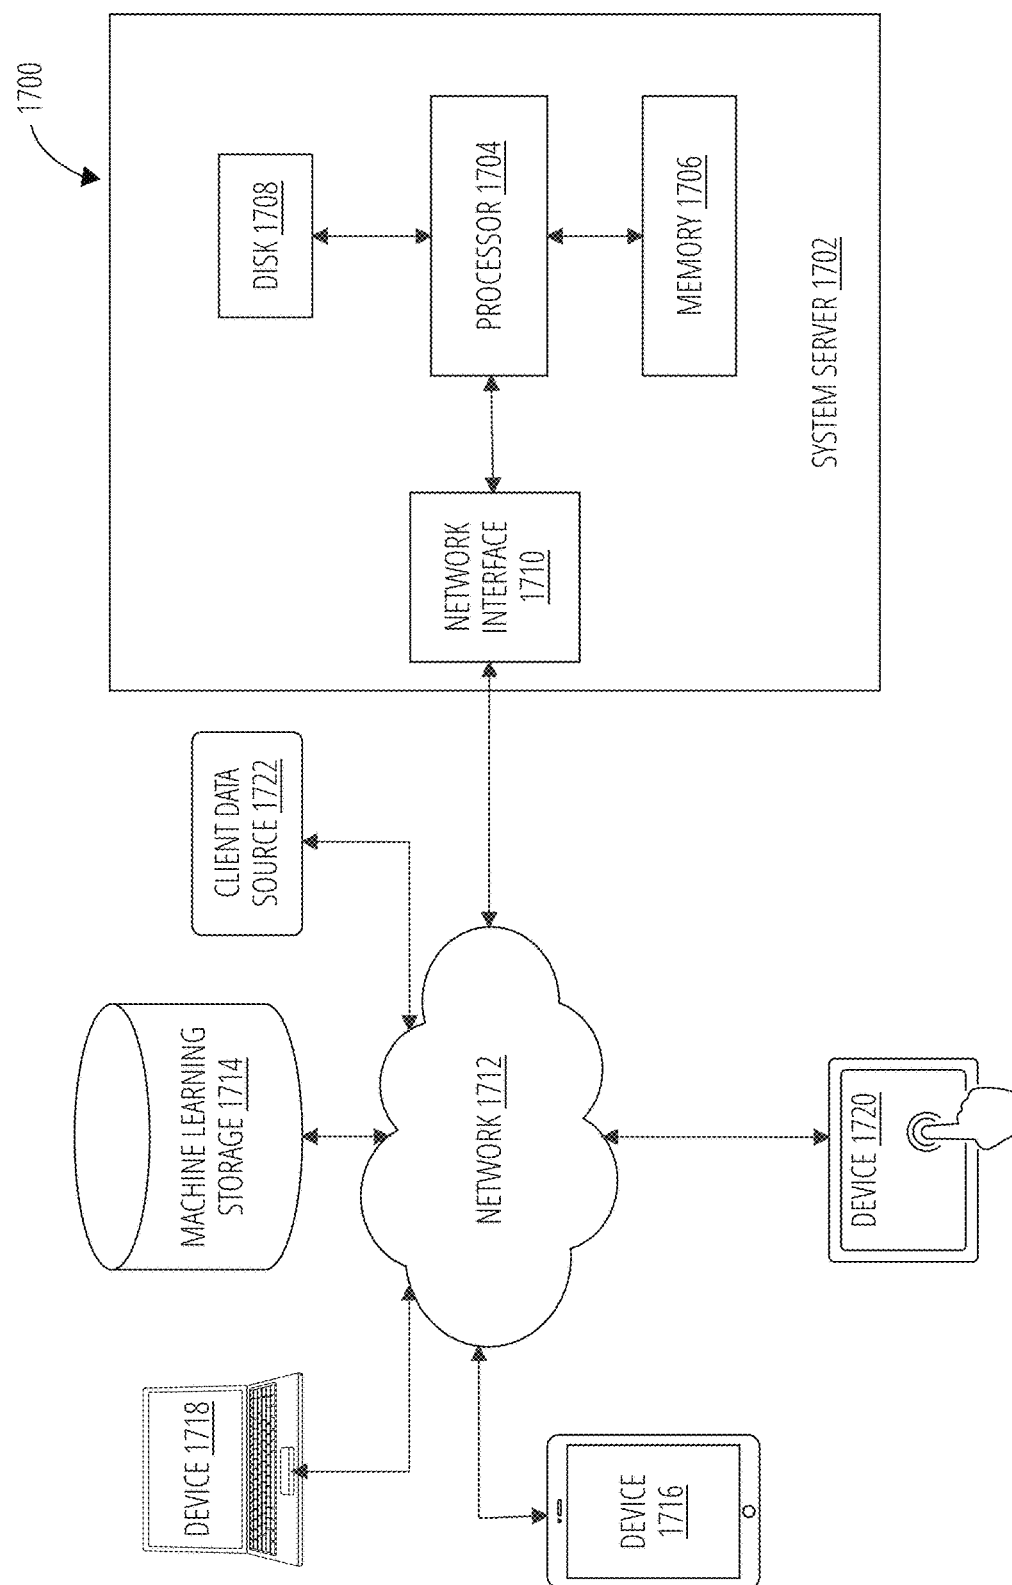 1700
DISK 1708
PROCESSOR 1704
MEMORY 1706
SYSTEM SERVER 1702
NETWORK
INTERFACE
1710
CLIENT DATA
SOURCE 1722
MACHINE LEARNING
STORAGE 1714
NETWORK 1712
DEVICE 1720
DEVICE 1718
DEVICE
1716